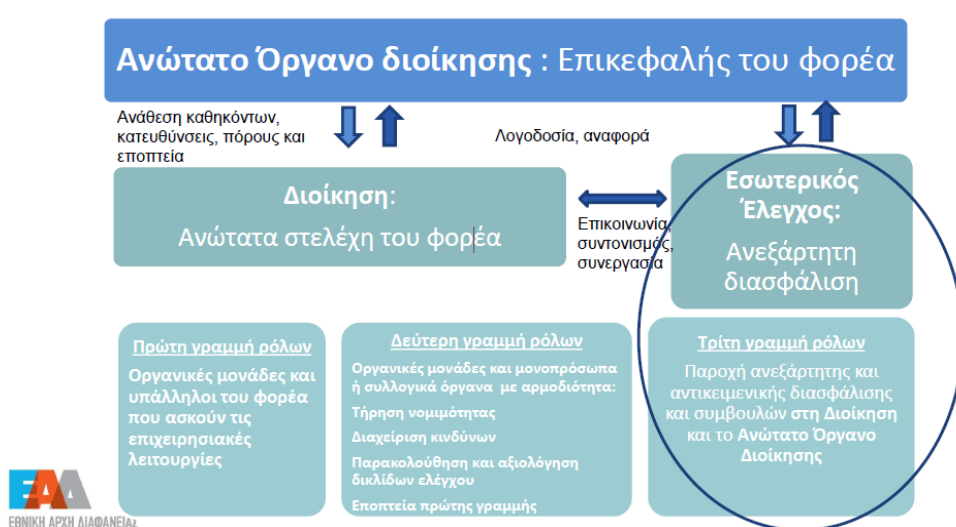 Ανώτατο Όργανο διοίκησης : Επικεφαλής του φορέα
Ανάθεση καθηκόντων,
κατευθύνσεις, πόρους και
εποπτεία
Λογοδοσία, αναφορά
Διοίκηση:
Ανώτατα στελέχη του φορέα
Επικοινωνία,
συντονισμός,
συνεργασία
Εσωτερικός
Έλεγχος:
Ανεξάρτητη
διασφάλιση
Πρώτη γραμμή ρόλων
Οργανικές μονάδες και
υπάλληλοι του φορέα
που ασκούν τις
επιχειρησιακές
λειτουργίες
Δεύτερη γραμμή ρόλων
Οργανικές μονάδες και μονοπρόσωπα
ή συλλογικά όργανα με αρμοδιότητα:
Τήρηση νομιμότητας
Διαχείριση κινδύνων
Παρακολούθηση και αξιολόγηση
δικλίδων ελέγχου
Εποπτεία πρώτης γραμμής
Τρίτη γραμμή ρόλων
Παροχή ανεξάρτητης και
αντικειμενικής διασφάλισης
και συμβουλών στη Διοίκηση
και το Ανώτατο Όργανο
Διοίκησης
ΕΑΔ
ΕΘΝΙΚΗ ΑΡΧΗ ΔΙΑΦΑΝΕΙΑΣ